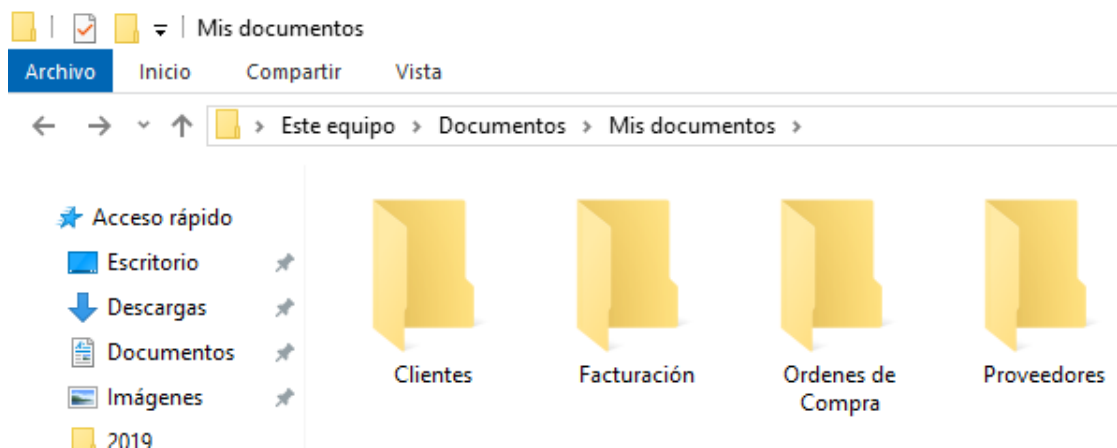 Mis documentos
Archivo Inicio Compartir Vista
Este equipo > Documentos > Mis documentos >
Acceso rápido
Escritorio
Descargas
Documentos
Imágenes
2019
Clientes
Facturación
Ordenes de
Compra
Proveedores